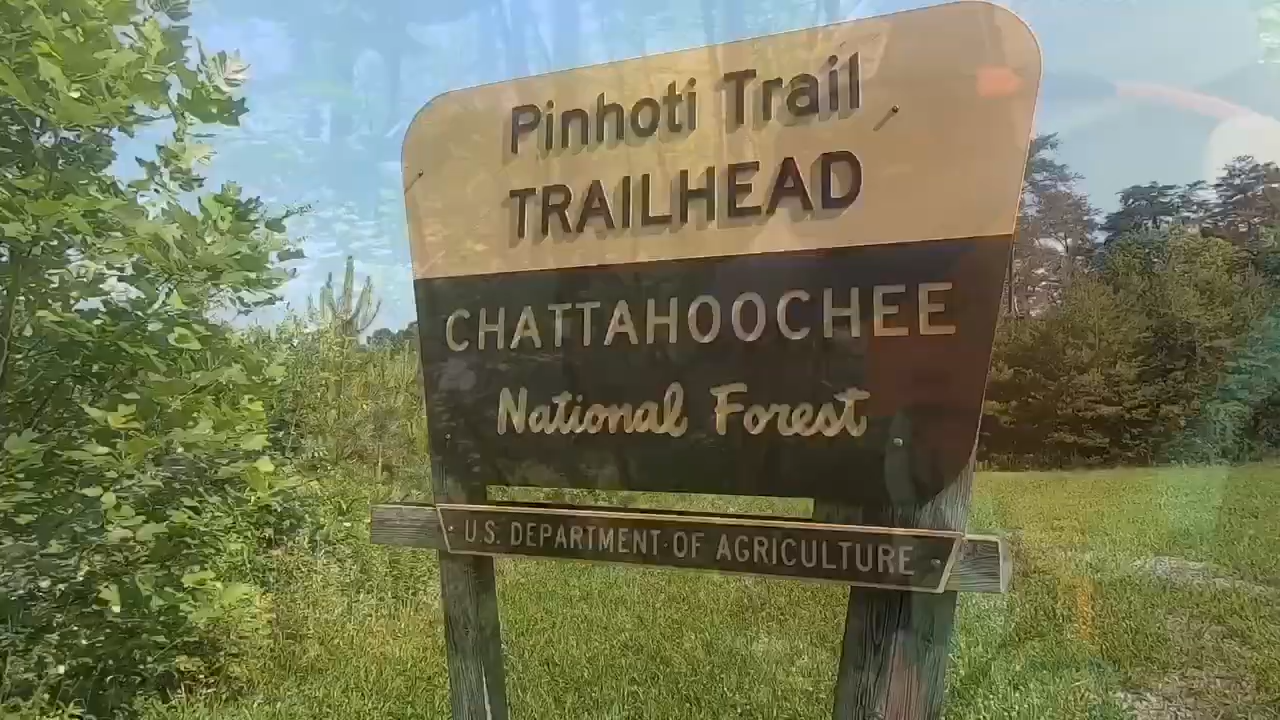 Pinhoti Trail
TRAILHEAD
CHATTAHOOCHEE
National Forest
U.S. DEPARTMENT OF AGRICULTURE